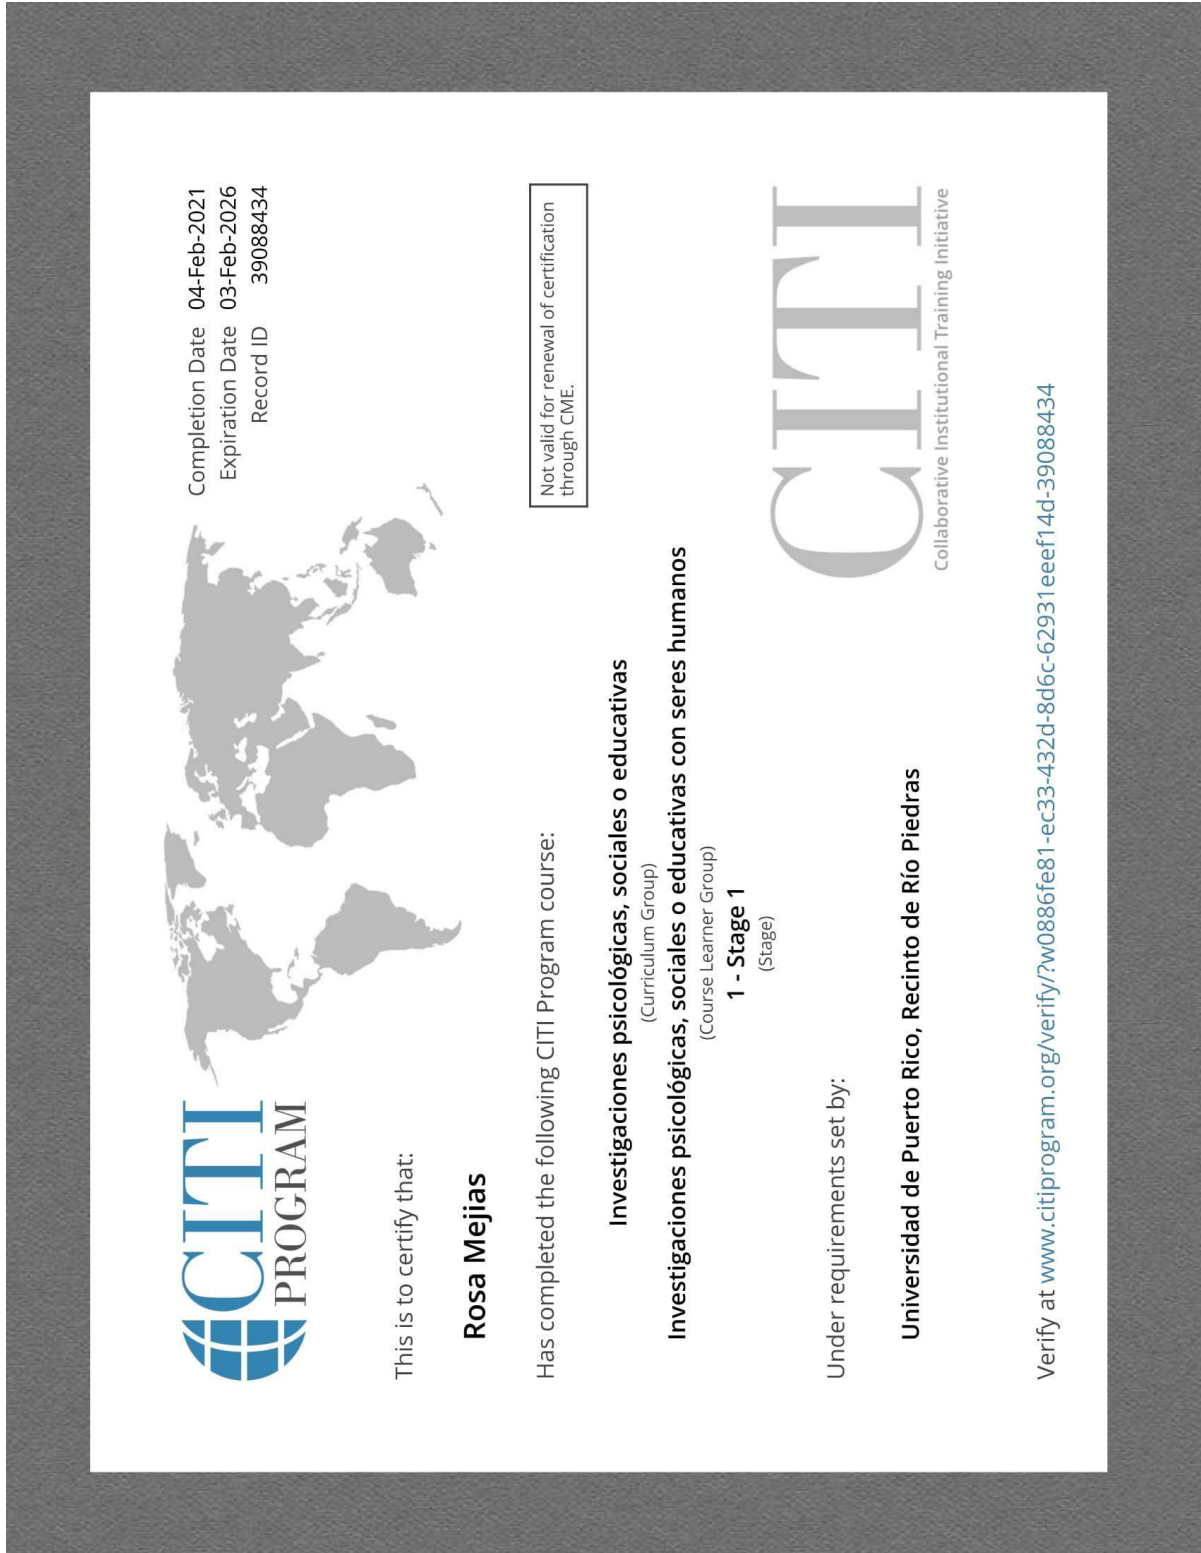 CITI
PROGRAM
Completion Date 04-Feb-2021
Expiration Date 03-Feb-2026
Record ID 39088434
This is to certify that:
Rosa Mejias
Has completed the following CITI Program course:
Not valid for renewal of certification
through CME.
Investigaciones psicológicas, sociales o educativas
(Curriculum Group)
Investigaciones psicológicas, sociales o educativas con seres humanos
(Course Learner Group)
1 - Stage 1
(Stage)
Under requirements set by:
Universidad de Puerto Rico, Recinto de Río Piedras
CITI
Collaborative Institutional Training Initiative
Verify at www.citiprogram.org/verify/?w0886fe81-ec33-432d-8d6c-62931eeef14d-39088434